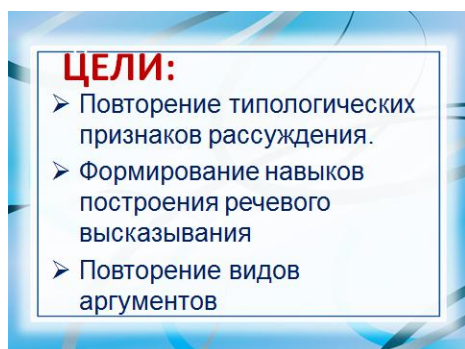 ЦЕЛИ:
➢ Повторение типологических
признаков рассуждения.
➢ Формирование навыков
построения речевого
высказывания
➢ Повторение видов
аргументов